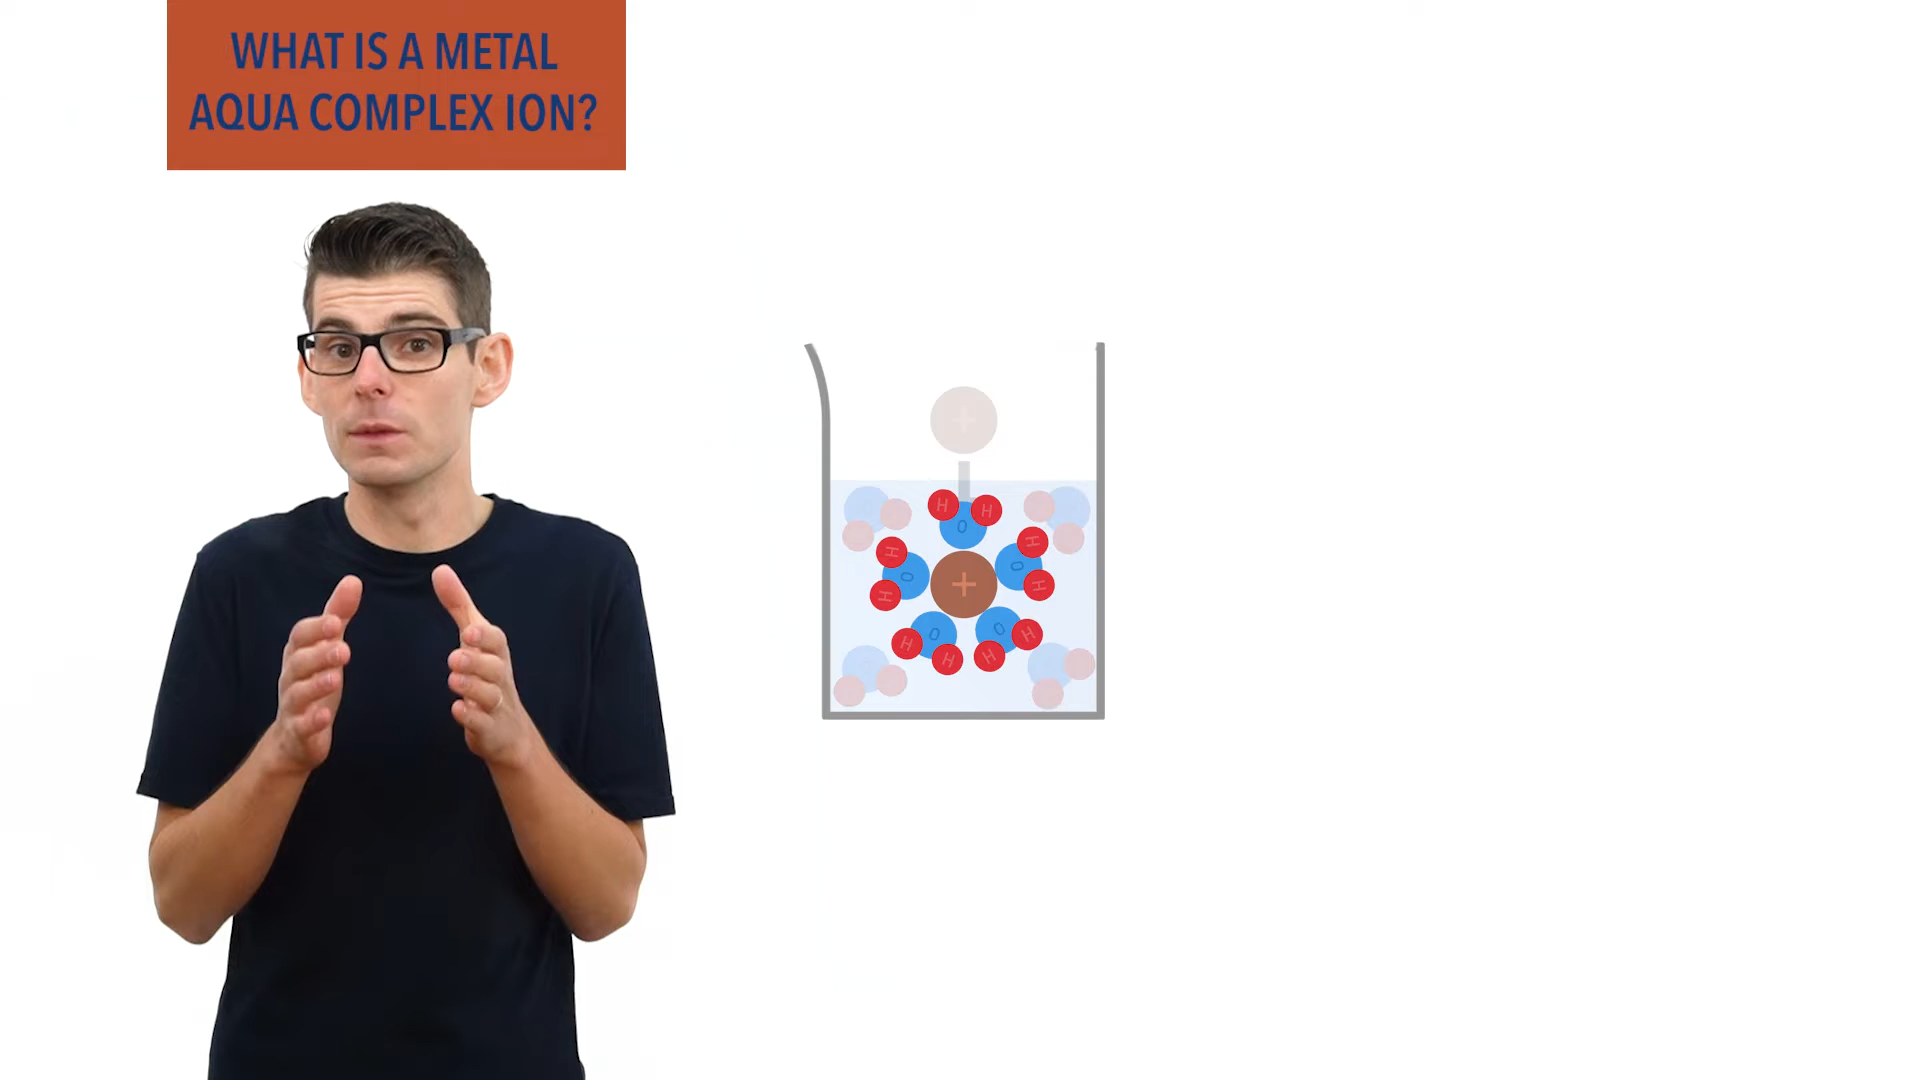 WHAT IS A METAL
AQUA COMPLEX ION?
+
H H
O
H
H
O
O
H
H
+
O
O
H
H
H
H